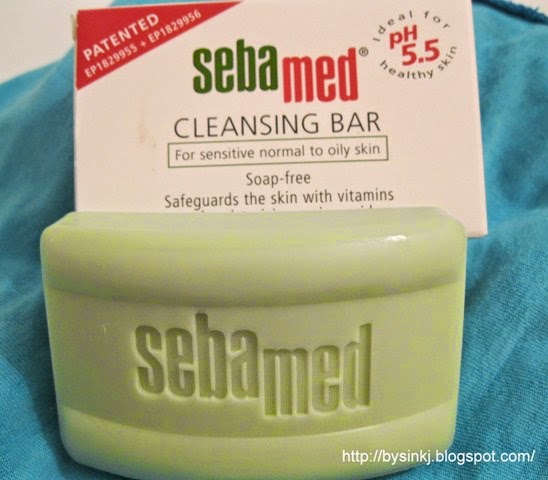 PATENTED
EP1829955 + EP1829956
sebamed®
Ideal for
pH
5.5
healthy skin
CLEANSING BAR
For sensitive normal to oily skin
Soap-free
Safeguards the skin with vitamins
sebamed
http://bysinkj.blogspot.com/